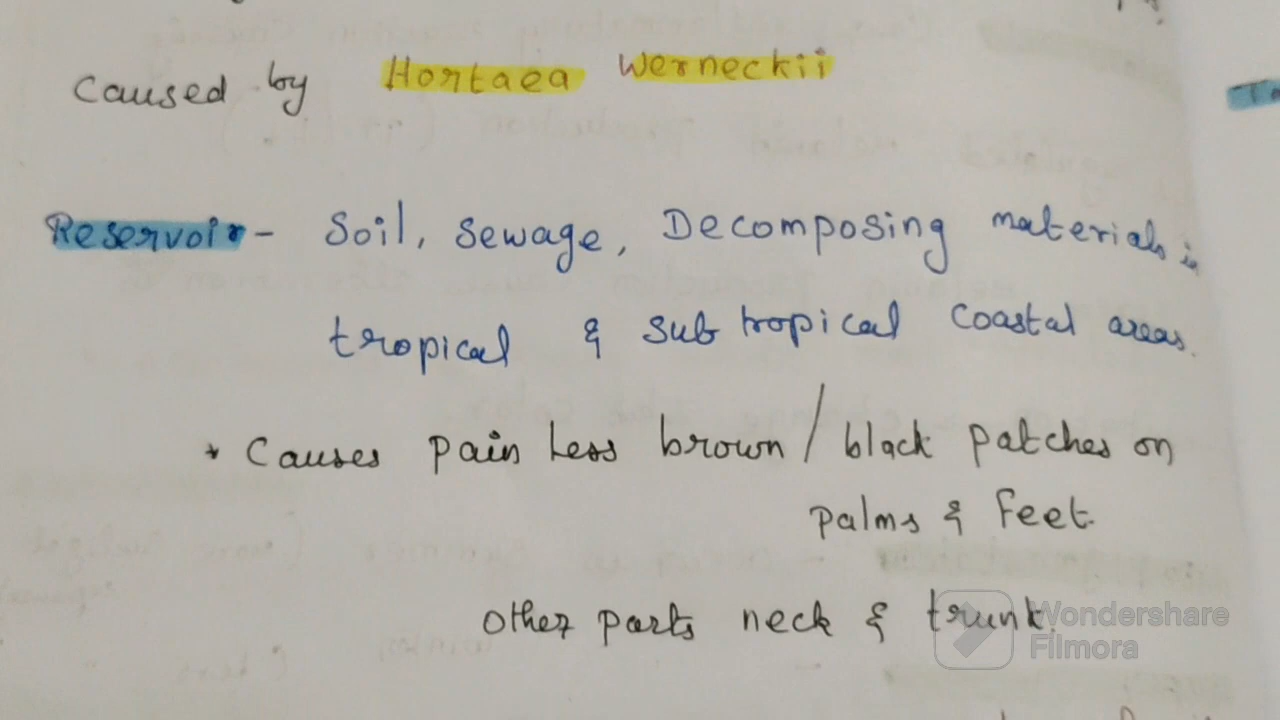 Caused by Hortaea Werneckii
Reservoir - Soil, Sewage, Decomposing materials in
tropical & sub tropical coastal areas.
* Causes pain less brown / black patches on
palms & Feet.
other parts neck & trunk.
Wondershare
Filmora